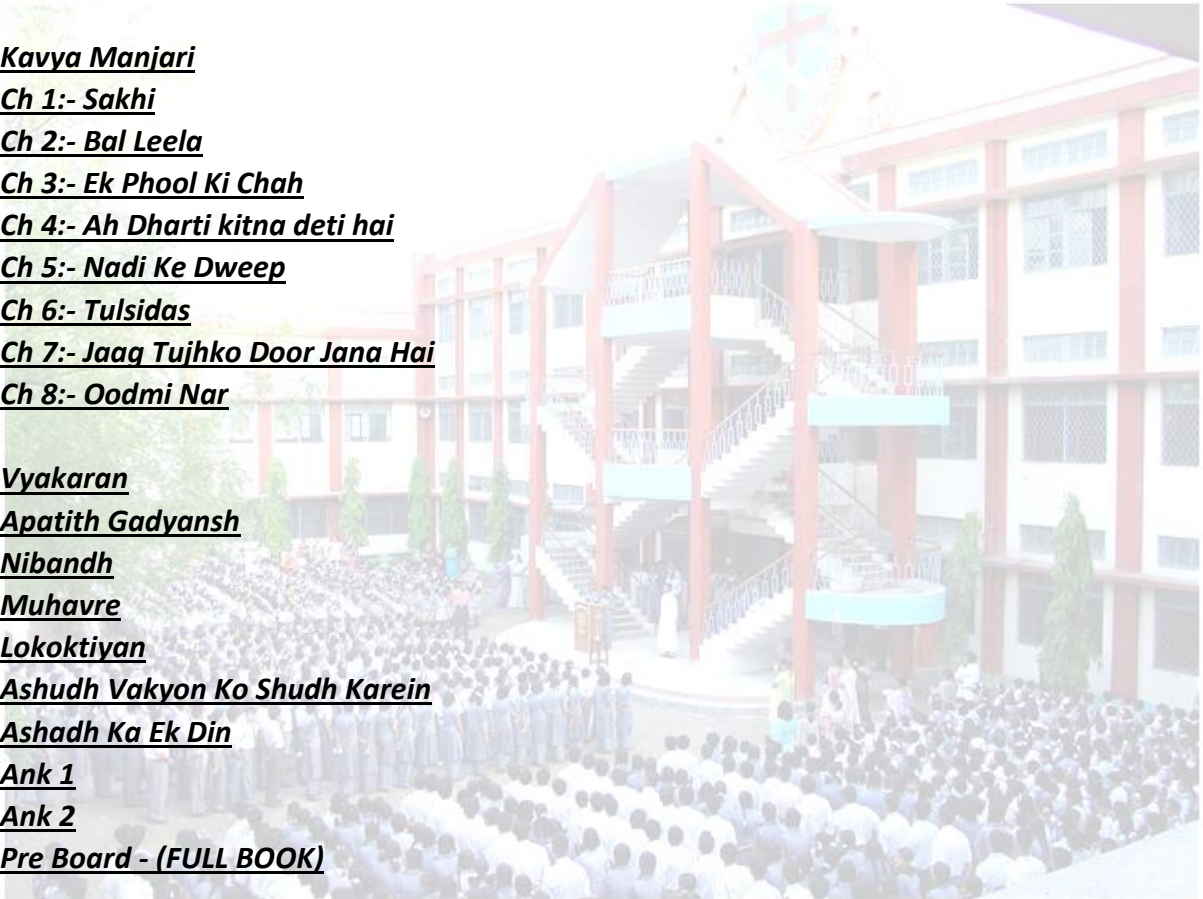 Kavya Manjari
Ch 1:- Sakhi
Ch 2:- Bal Leela
Ch 3:- Ek Phool Ki Chah
Ch 4:- Ah Dharti kitna deti hai
Ch 5:- Nadi Ke Dweep
Ch 6:- Tulsidas
Ch 7:- Jaag Tujhko Door Jana Hai
Ch 8:- Oodmi Nar
Vyakaran
Apatith Gadyansh
Nibandh
Muhavre
Lokoktiyan
Ashudh Vakyon Ko Shudh Karein
Ashadh Ka Ek Din
Ank 1
Ank 2
Pre Board - (FULL BOOK)